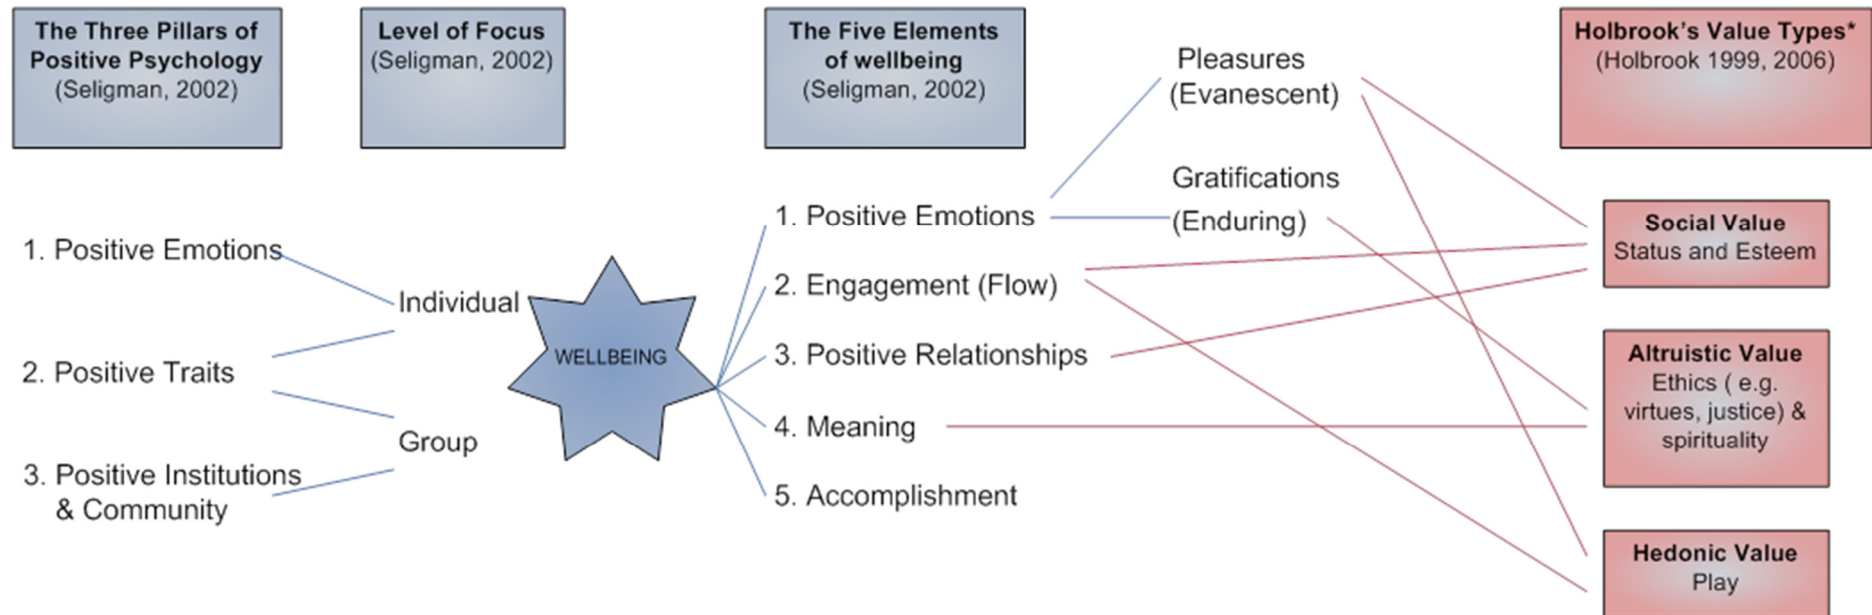 The Three Pillars of
Positive Psychology
(Seligman, 2002)
Level of Focus
(Seligman, 2002)
The Five Elements
of wellbeing
(Seligman, 2002)
Holbrook's Value Types*
(Holbrook 1999, 2006)
1. Positive Emotions
2. Positive Traits
3. Positive Institutions
& Community
Individual
Group
WELLBEING
1. Positive Emotions
2. Engagement (Flow)
3. Positive Relationships
4. Meaning
5. Accomplishment
Pleasures
(Evanescent)
Gratifications
(Enduring)
Social Value
Status and Esteem
Altruistic Value
Ethics ( e.g.
virtues, justice) &
spirituality
Hedonic Value
Play